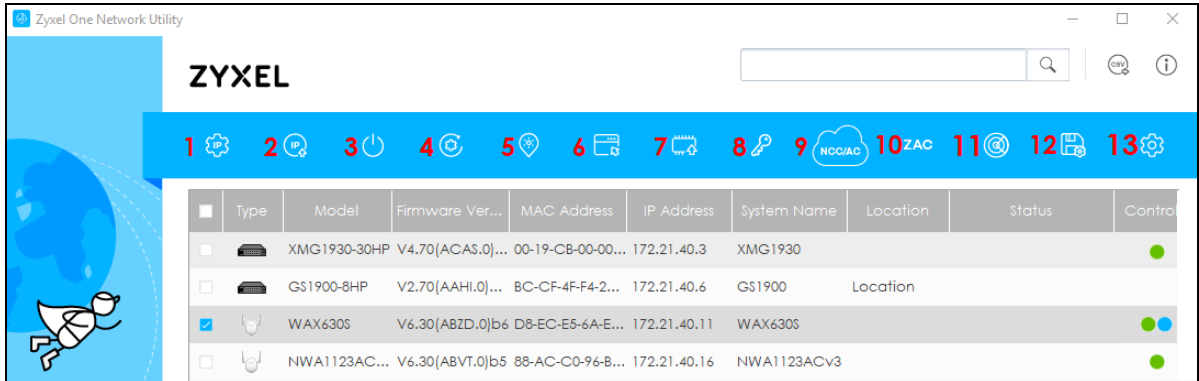 Zyxel One Network Utility
ZYXEL
CSV
1 IP 2 IP 3 4 5 6 7 8 9 NCC/AC 10 ZAC 11 12 13
Type Model Firmware Ver... MAC Address IP Address System Name Location Status Control
XMG1930-30HP V4.70(ACAS.0)... 00-19-CB-00-00... 172.21.40.3 XMG1930
GS1900-8HP V2.70(AAHI.0)... BC-CF-4F-F4-2... 172.21.40.6 GS1900 Location
WAX630S V6.30(ABZD.0)b6 D8-EC-E5-6A-E... 172.21.40.11 WAX630S
NWA1123AC... V6.30(ABVT.0)b5 88-AC-C0-96-B... 172.21.40.16 NWA1123ACv3